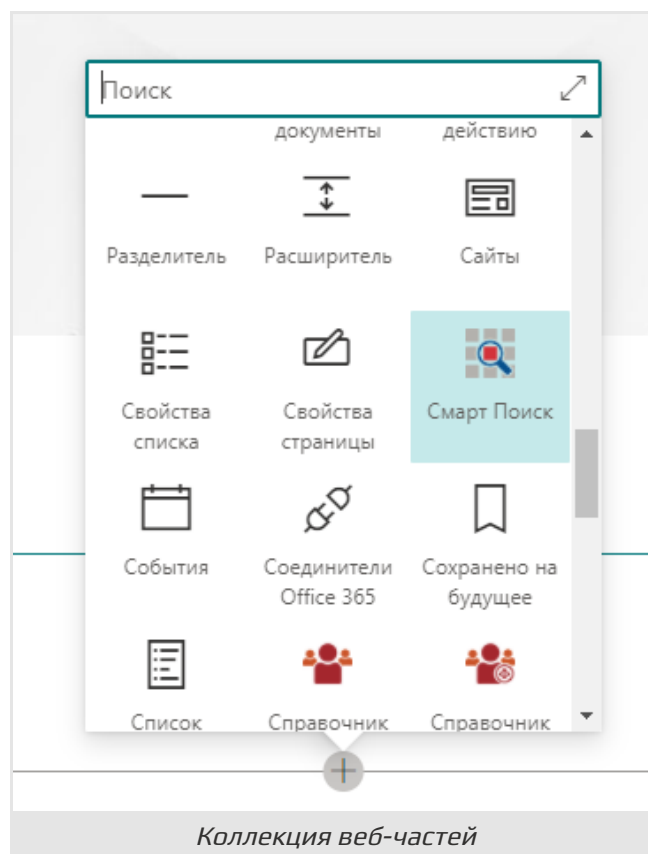 Поиск
документы действию
Разделитель Расширитель Сайты
Свойства Свойства Смарт Поиск
списка страницы
События Соединители Сохранено на
Office 365 будущее
Список Справочник Справочник
Коллекция веб-частей